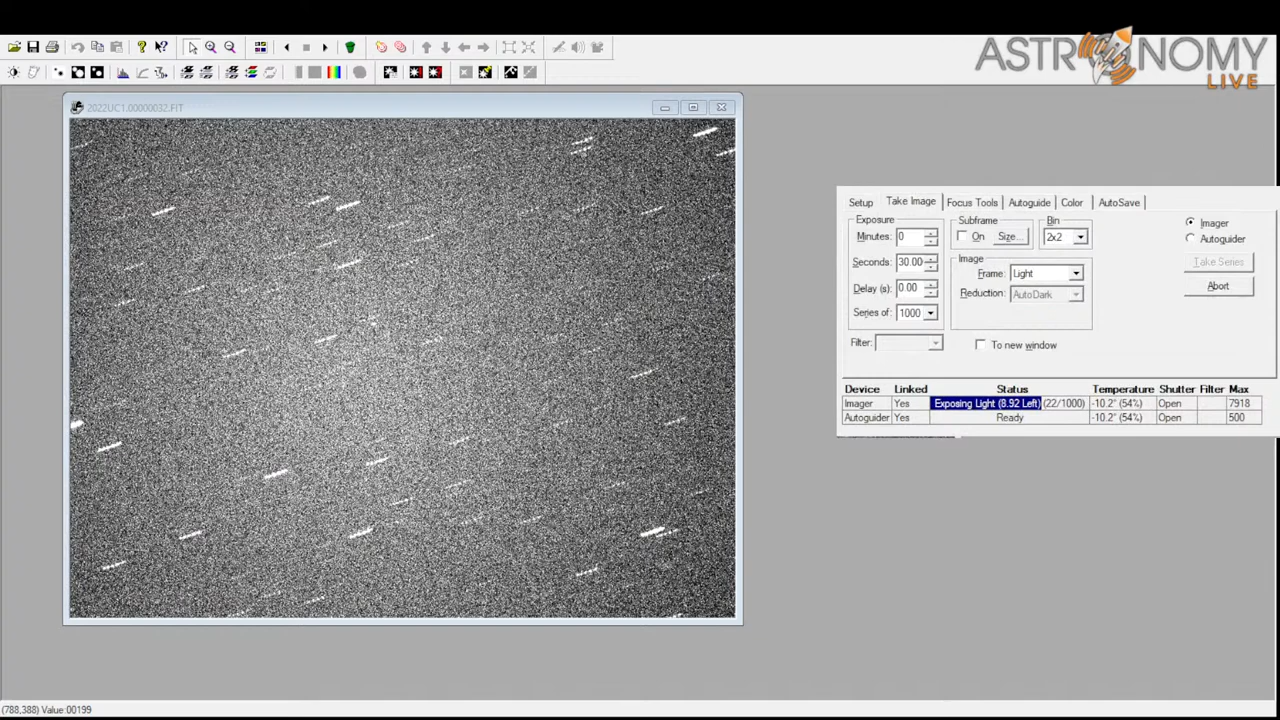 ASTRONOMY
LIVE
2022UC1.00000032.FIT
Setup Take Image Focus Tools Autoguide Color AutoSave
Exposure Subframe Bin
Minutes: 0 On Size... 2x2 Imager
Autoguider
Seconds: 30.00 Image Take Series
Frame: Light
Delay (s): 0.00 Reduction: AutoDark Abort
Series of: 1000
Filter: To new window
Device Linked Status Temperature Shutter Filter Max
Imager Yes Exposing Light (8.92 Left) (22/1000) -10.2° (54%) Open 7918
Autoguider Yes Ready -10.2° (54%) Open 500
(788,388) Value:00199